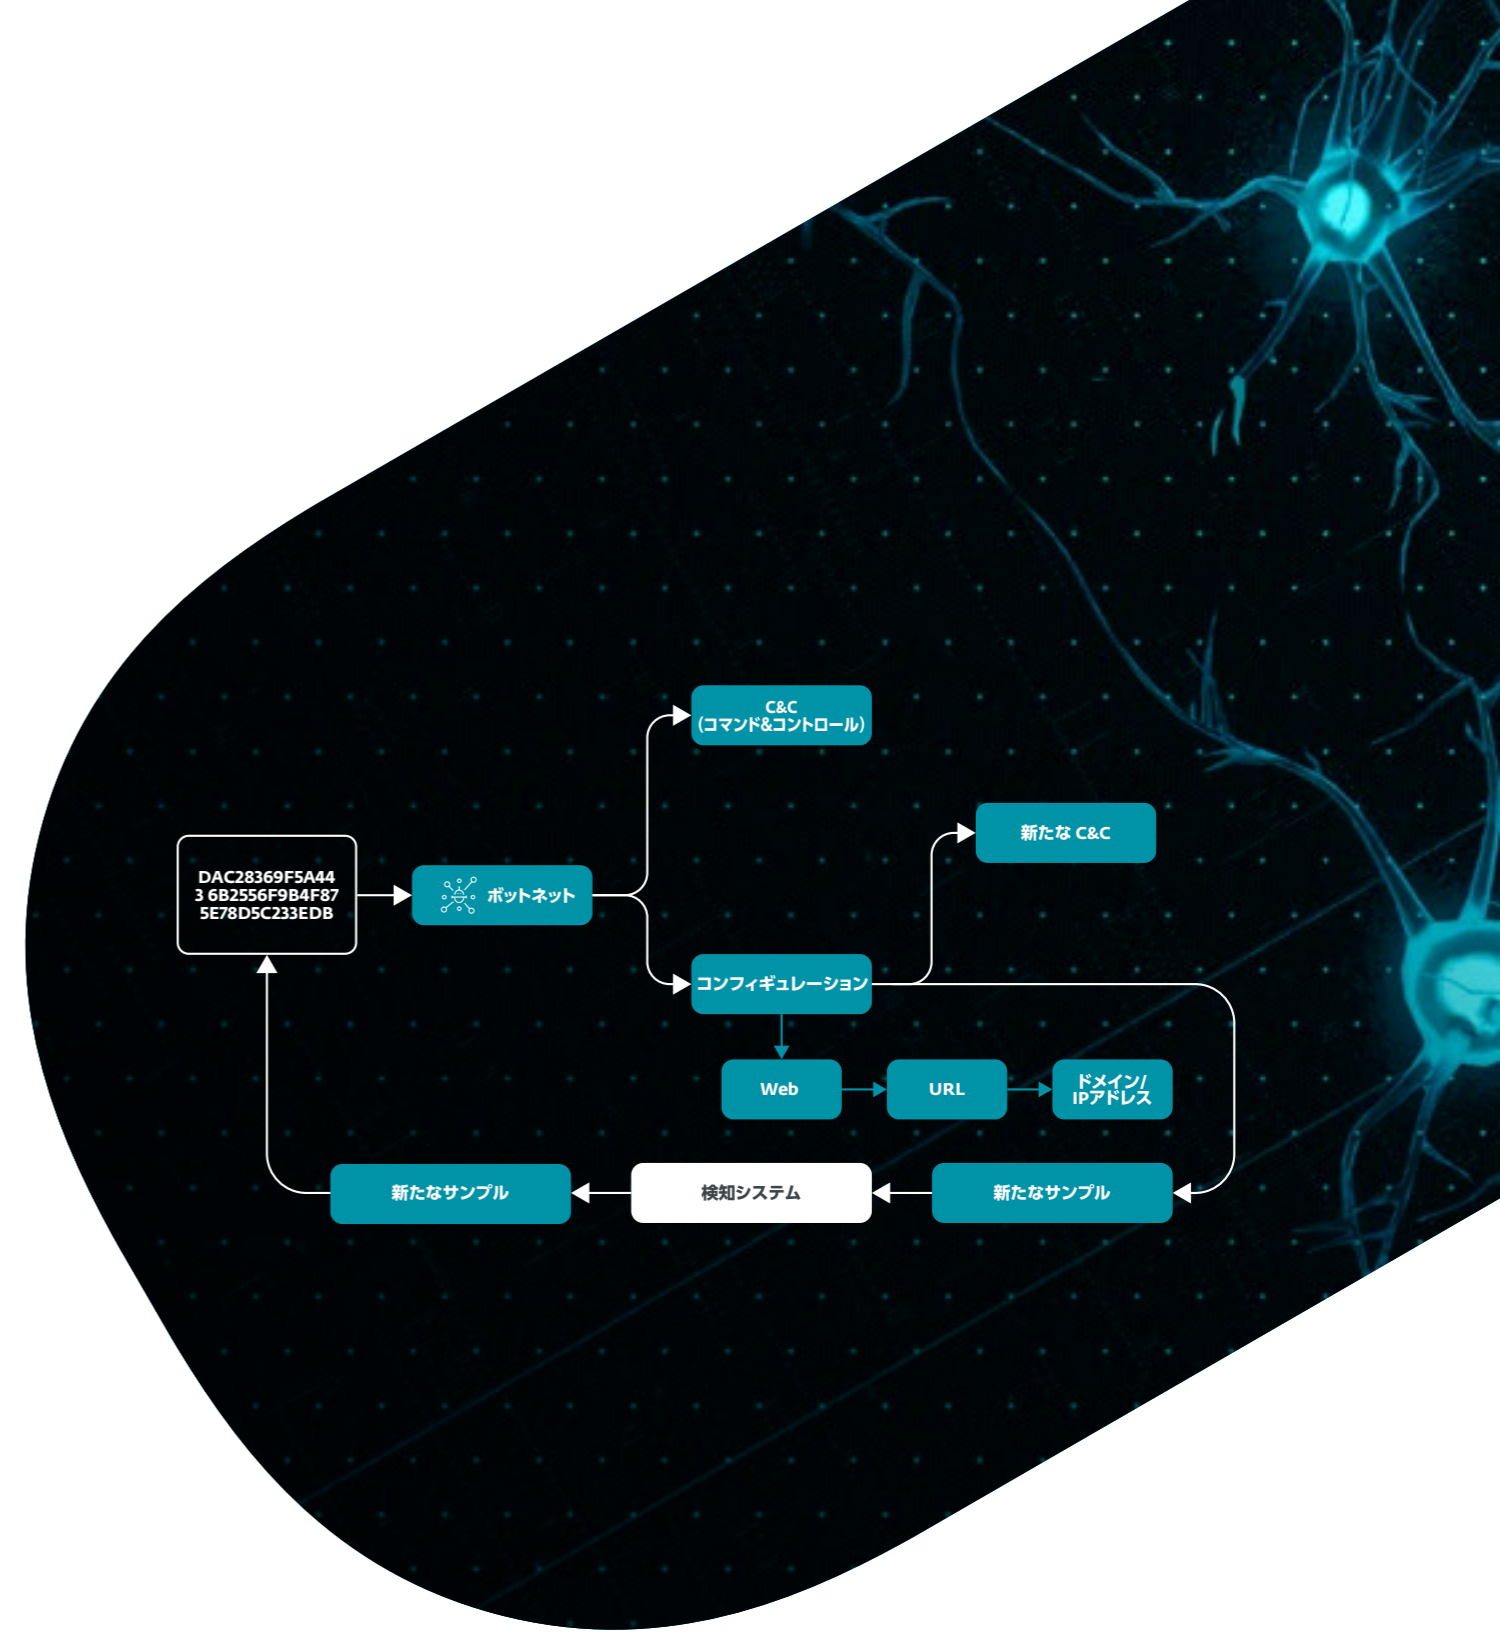 C&C
(コマンド&コントロール)
新たな C&C
DAC28369F5A44
3 6B2556F9B4F87
5E78D5C233EDB
ボットネット
コンフィギュレーション
Web
URL
ドメイン/
IPアドレス
新たなサンプル
検知システム
新たなサンプル